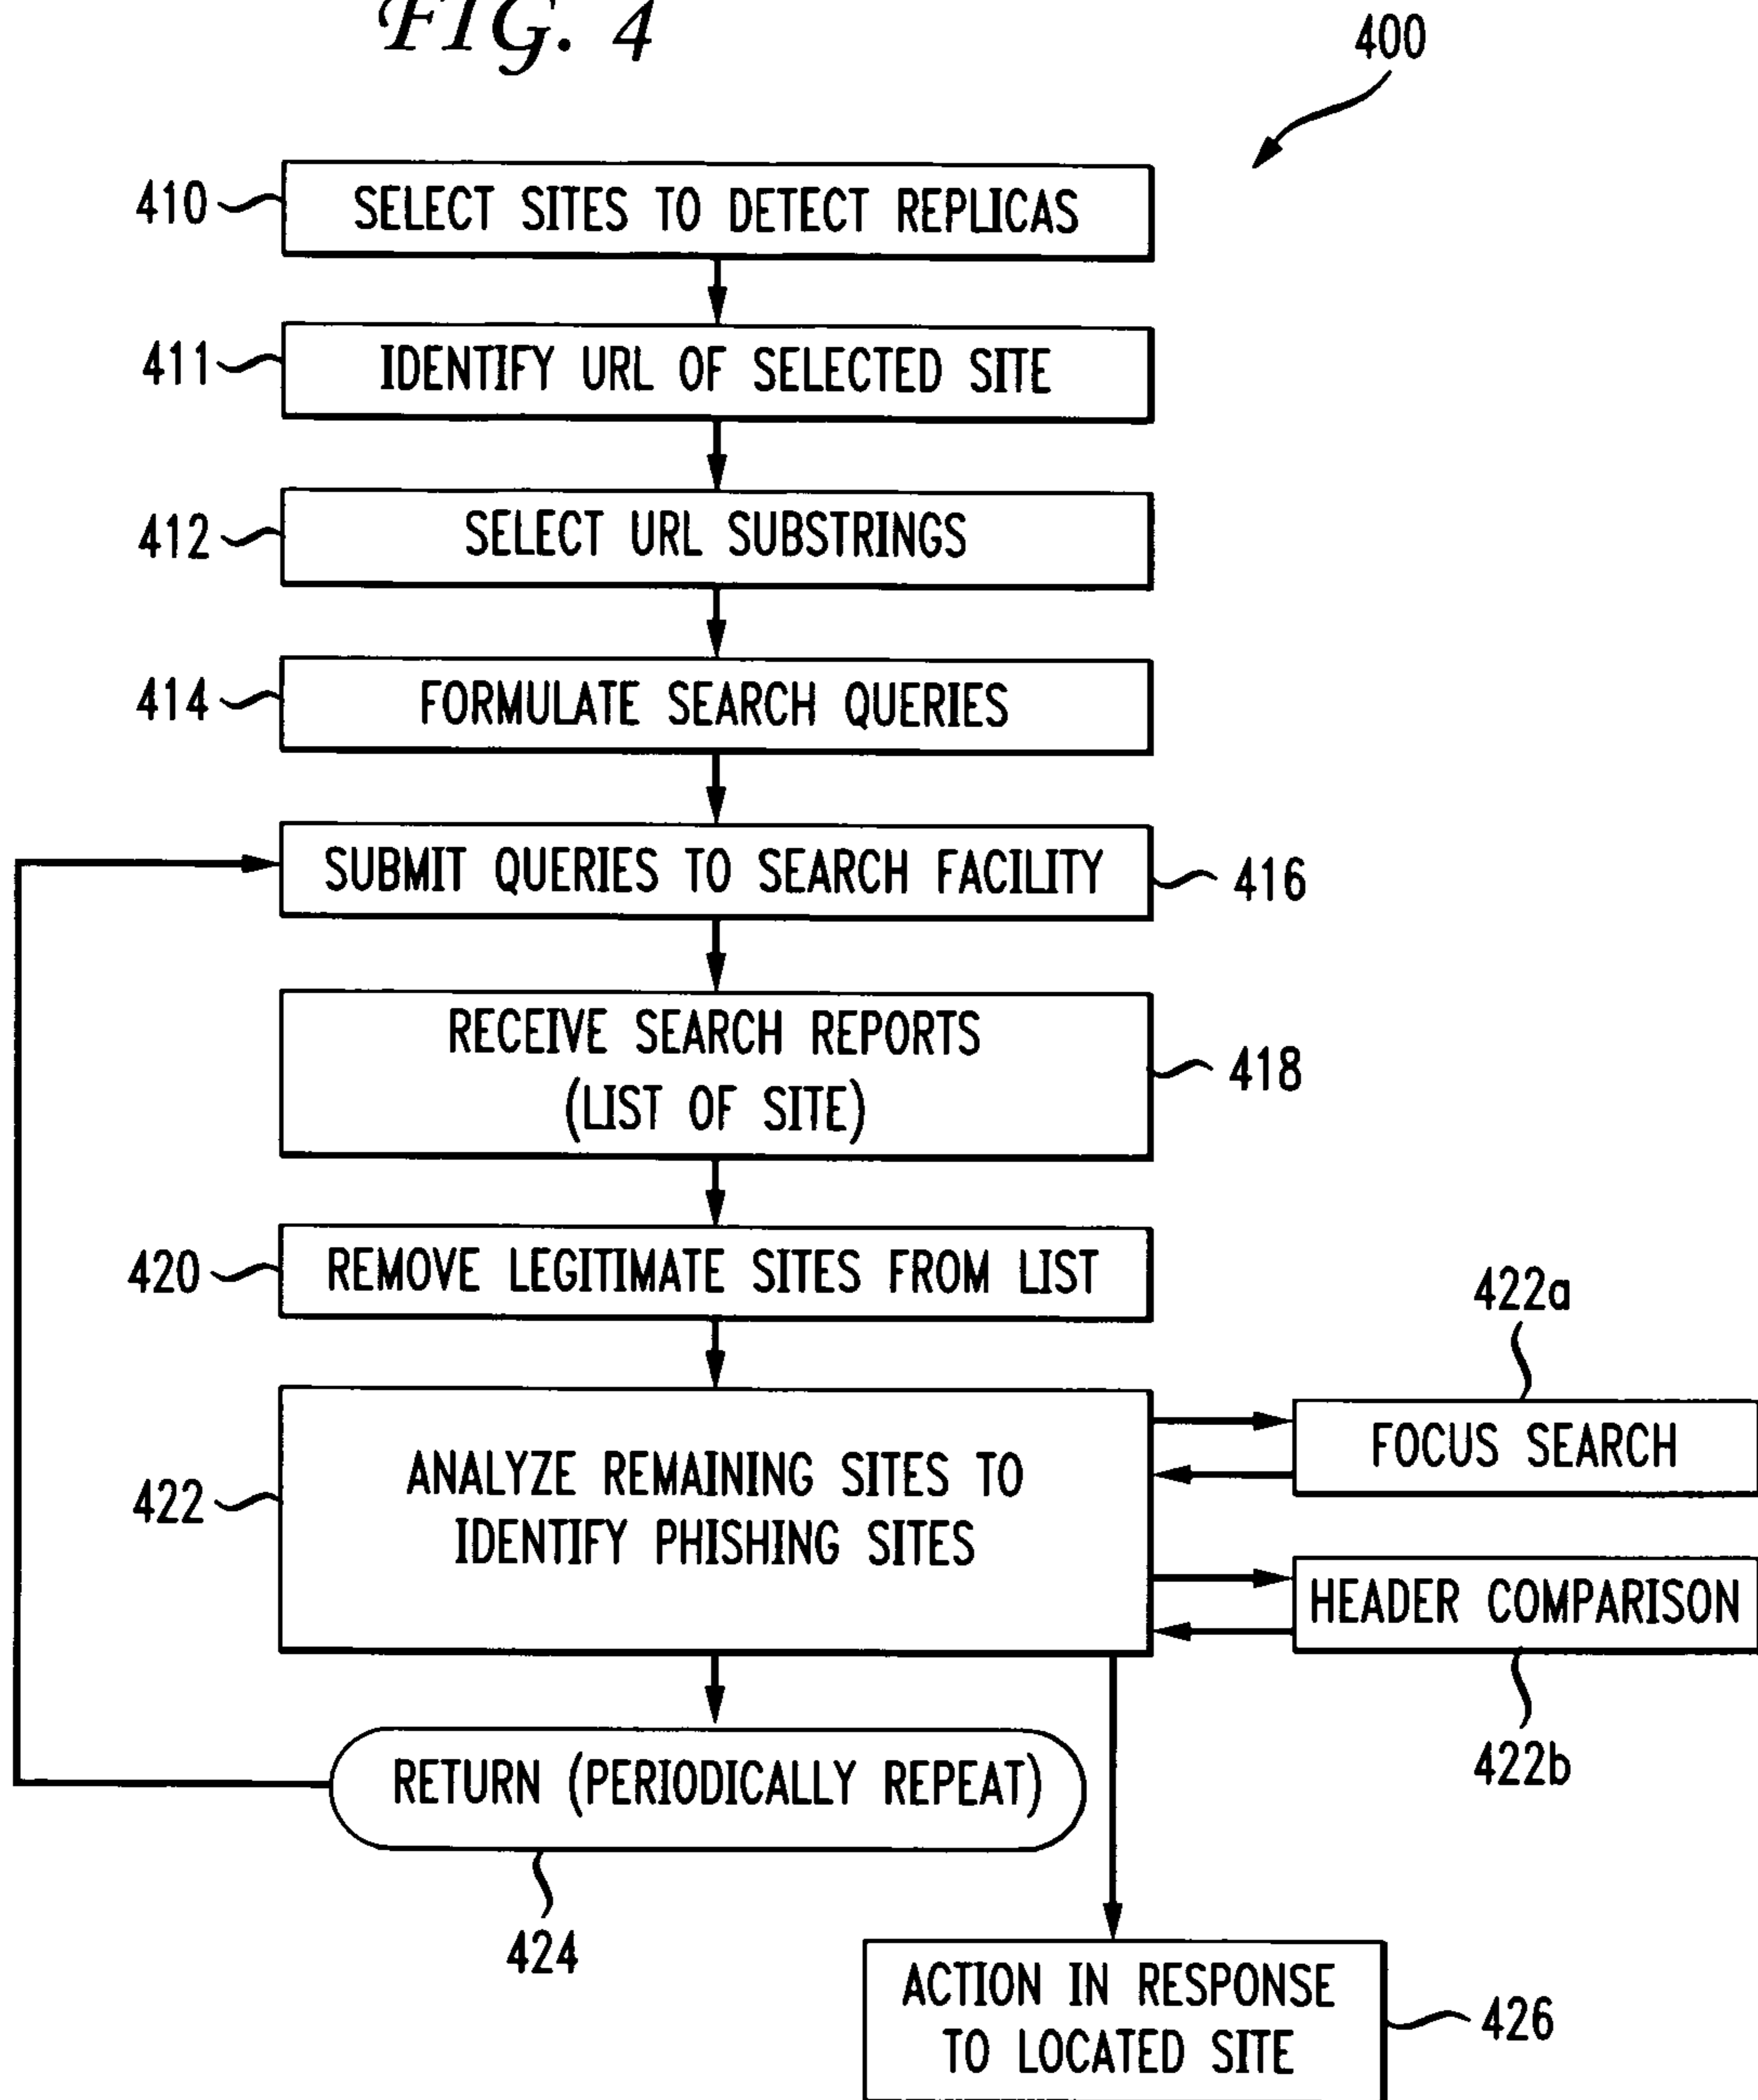 FIG. 4
400
410
SELECT SITES TO DETECT REPLICAS
411
IDENTIFY URL OF SELECTED SITE
412
SELECT URL SUBSTRINGS
414
FORMULATE SEARCH QUERIES
SUBMIT QUERIES TO SEARCH FACILITY
416
RECEIVE SEARCH REPORTS
(LIST OF SITE)
418
420
REMOVE LEGITIMATE SITES FROM LIST
422
ANALYZE REMAINING SITES TO
IDENTIFY PHISHING SITES
422a
FOCUS SEARCH
HEADER COMPARISON
422b
RETURN (PERIODICALLY REPEAT)
424
ACTION IN RESPONSE
TO LOCATED SITE
426